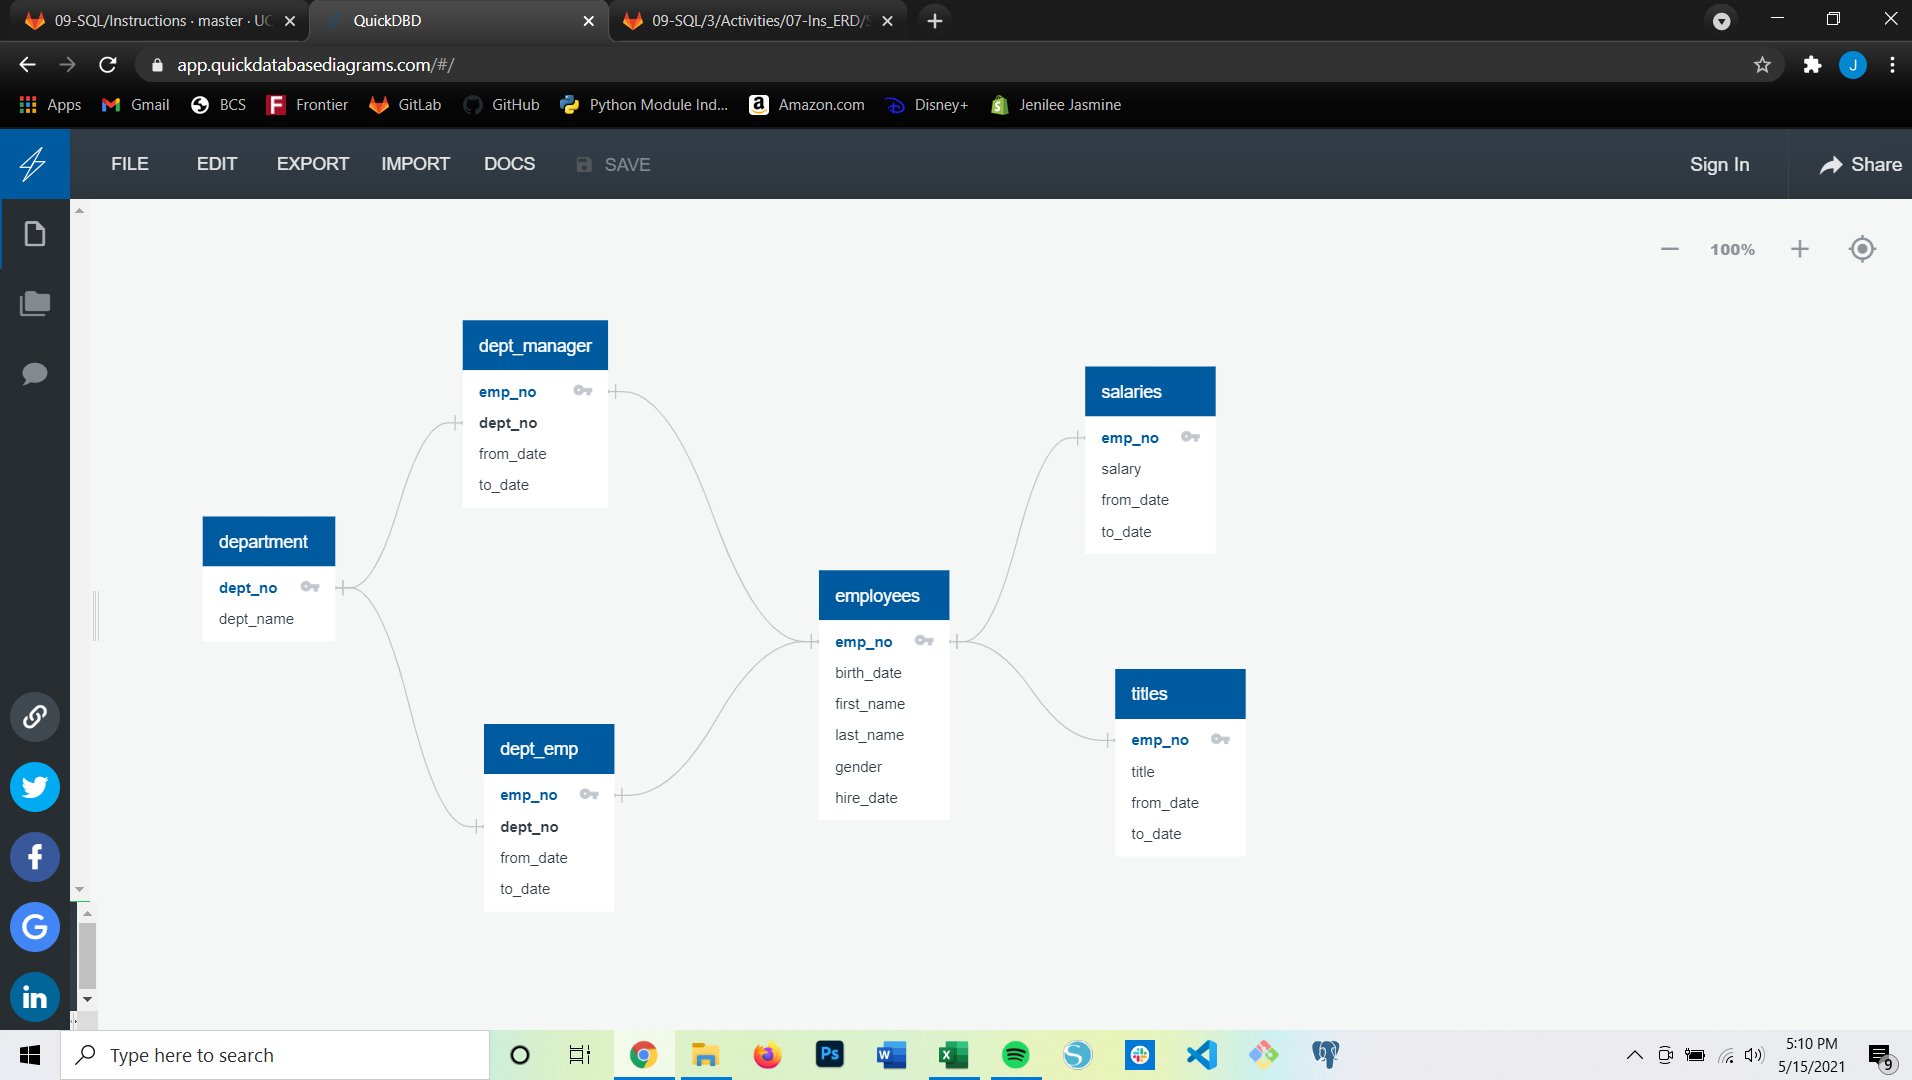 09-SQL/Instructions · master · UC
QuickDBD
09-SQL/3/Activities/07-Ins_ERD/S
app.quickdatabasediagrams.com/#/
J
Apps
Gmail
BCS
Frontier
GitLab
GitHub
Python Module Ind...
Amazon.com
Disney+
Jenilee Jasmine
FILE
EDIT
EXPORT
IMPORT
DOCS
SAVE
Sign In
Share
100%
dept_manager
emp_no
dept_no
from_date
to_date
salaries
emp_no
salary
from_date
to_date
department
dept_no
dept_name
employees
emp_no
birth_date
first_name
last_name
gender
hire_date
titles
emp_no
title
from_date
to_date
dept_emp
emp_no
dept_no
from_date
to_date
Type here to search
5:10 PM
5/15/2021
9